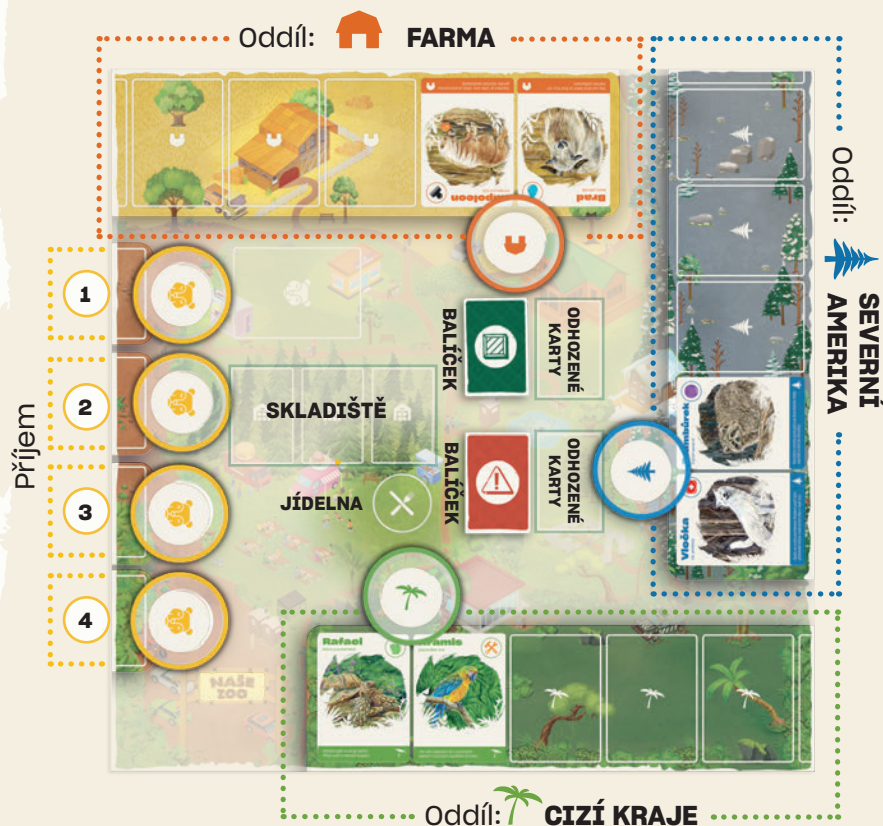 Oddíl: FARMA
Brad
Příjem
1
2
3
4
BALÍČEK
ODHOZENÉ
KARTY
SKLADIŠTĚ
BALÍČEK
ODHOZENÉ
KARTY
JÍDELNA
Oddíl:
SEVERNÍ
AMERIKA
Vločka
NAŠE
ZOO
Rafael
Oddíl: CIZÍ KRAJE